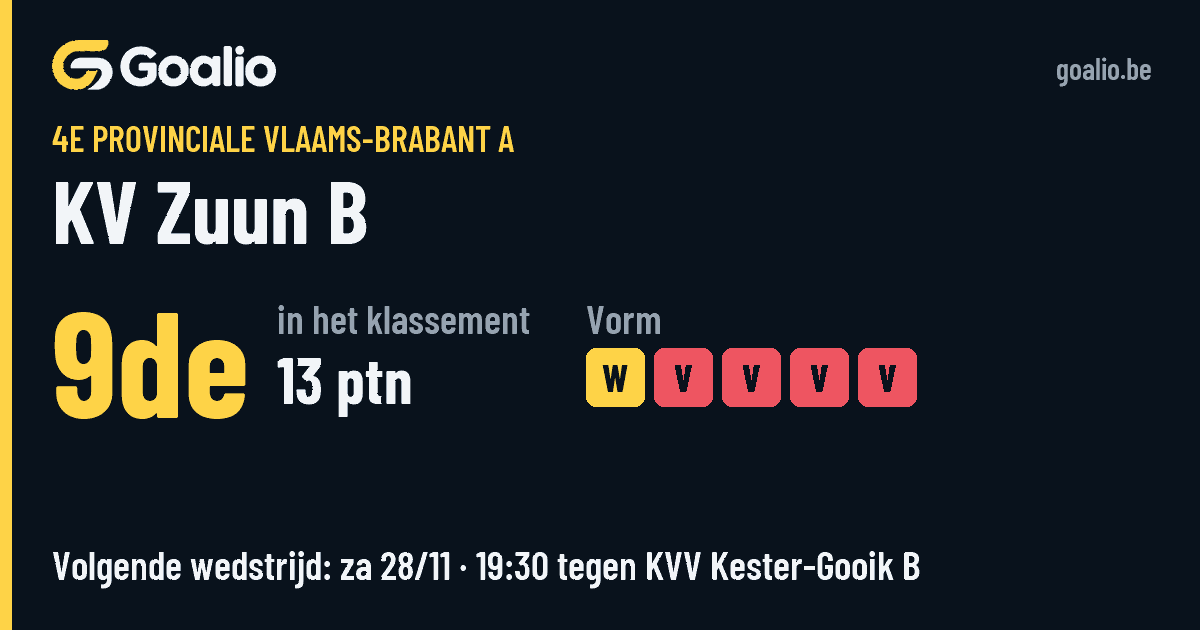 Goalio
goalio.be
4E PROVINCIALE VLAAMS-BRABANT A
KV Zuun B
9de
in het klassement
13 ptn
Vorm
W V V V V
Volgende wedstrijd: za 28/11 · 19:30 tegen KVV Kester-Gooik B